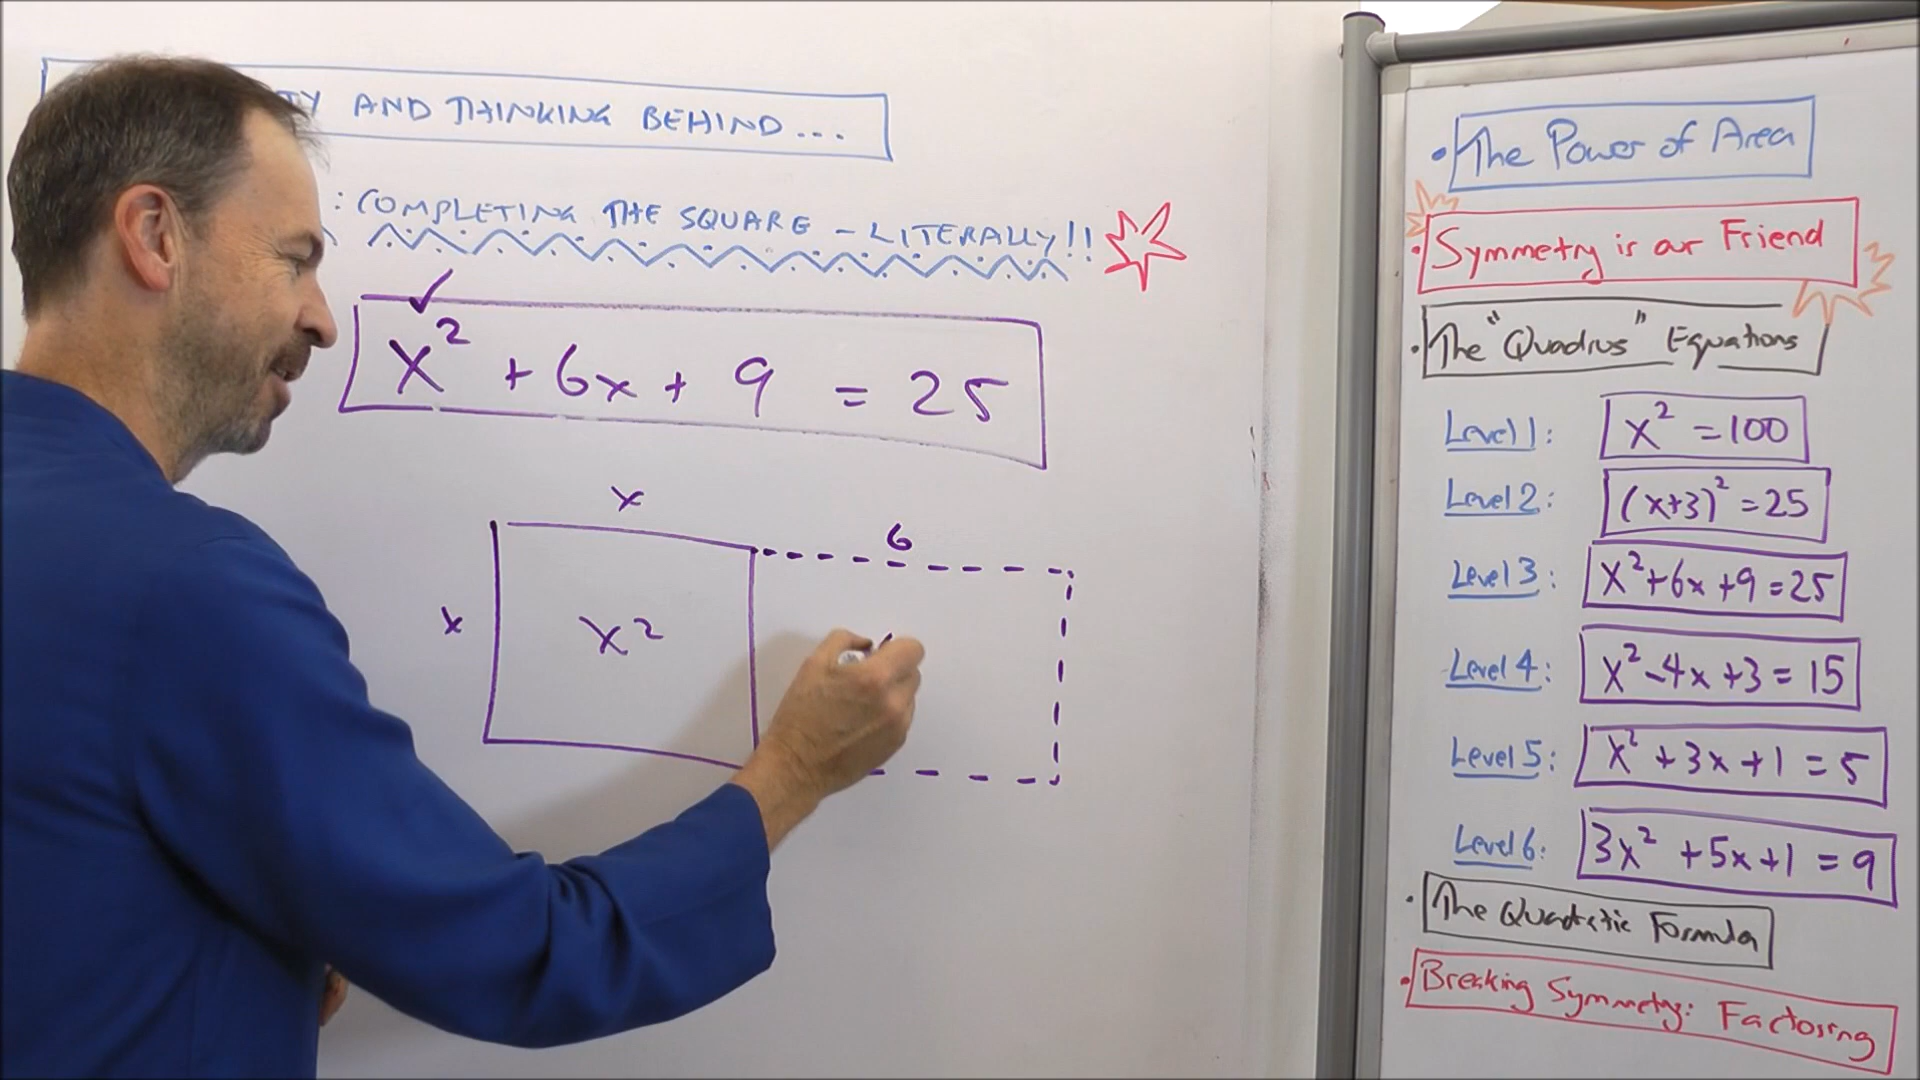 AND THINKING BEHIND...
: COMPLETING THE SQUARE – LITERALLY!!
x² + 6x + 9 = 25
x
6
x
x²
• The Power of Area
• Symmetry is our Friend
• The "Quadrus" Equations
Level 1: x² = 100
Level 2: (x+3)² = 25
Level 3: x² + 6x + 9 = 25
Level 4: x² - 4x + 3 = 15
Level 5: x² + 3x + 1 = 5
Level 6: 3x² + 5x + 1 = 9
• The Quadratic Formula
• Breaking Symmetry: Factoring